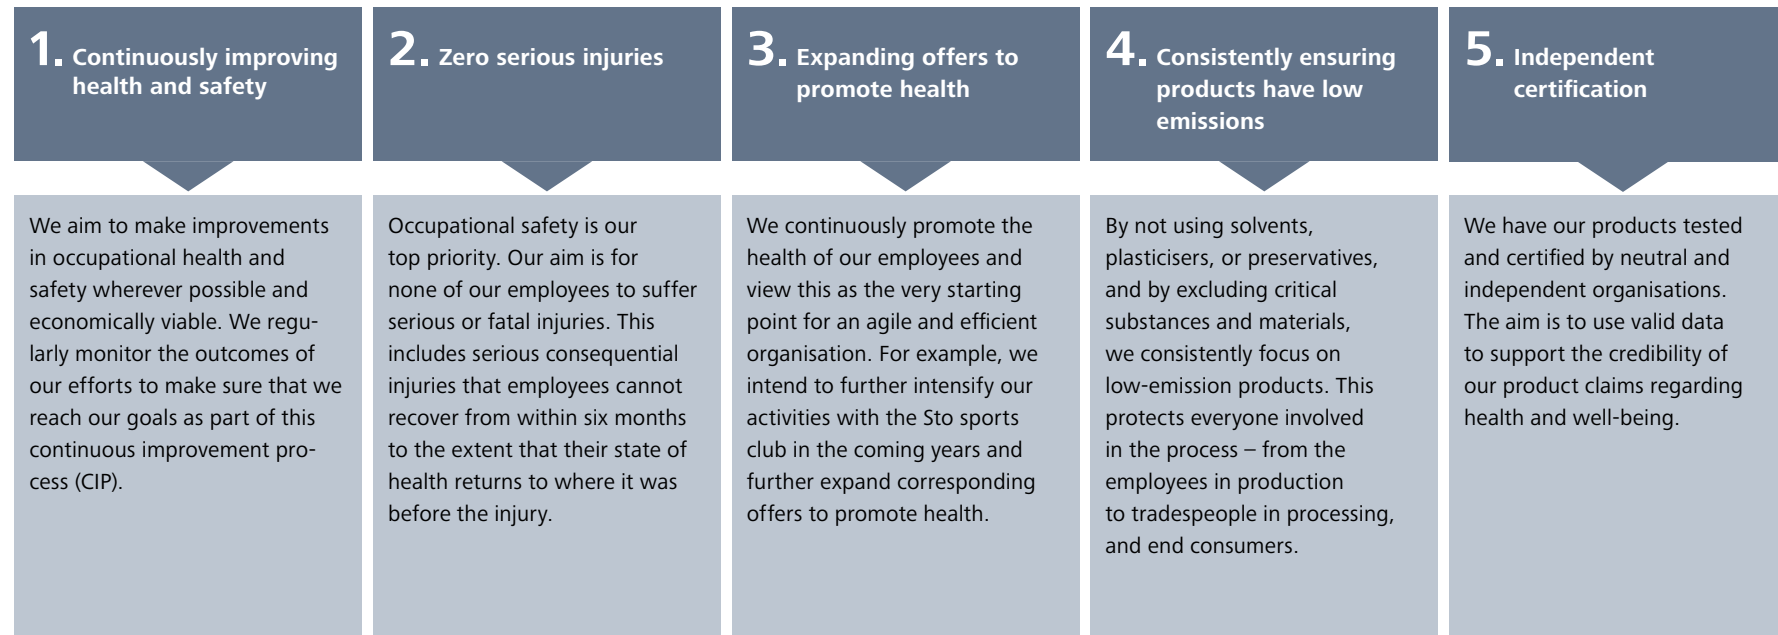 1. Continuously improving
health and safety
We aim to make improvements
in occupational health and
safety wherever possible and
economically viable. We regu-
larly monitor the outcomes of
our efforts to make sure that we
reach our goals as part of this
continuous improvement pro-
cess (CIP).
2. Zero serious injuries
Occupational safety is our
top priority. Our aim is for
none of our employees to suffer
serious or fatal injuries. This
includes serious consequential
injuries that employees cannot
recover from within six months
to the extent that their state of
health returns to where it was
before the injury.
3. Expanding offers to
promote health
We continuously promote the
health of our employees and
view this as the very starting
point for an agile and efficient
organisation. For example, we
intend to further intensify our
activities with the Sto sports
club in the coming years and
further expand corresponding
offers to promote health.
4. Consistently ensuring
products have low
emissions
By not using solvents,
plasticisers, or preservatives,
and by excluding critical
substances and materials,
we consistently focus on
low-emission products. This
protects everyone involved
in the process – from the
employees in production
to tradespeople in processing,
and end consumers.
5. Independent
certification
We have our products tested
and certified by neutral and
independent organisations.
The aim is to use valid data
to support the credibility of
our product claims regarding
health and well-being.